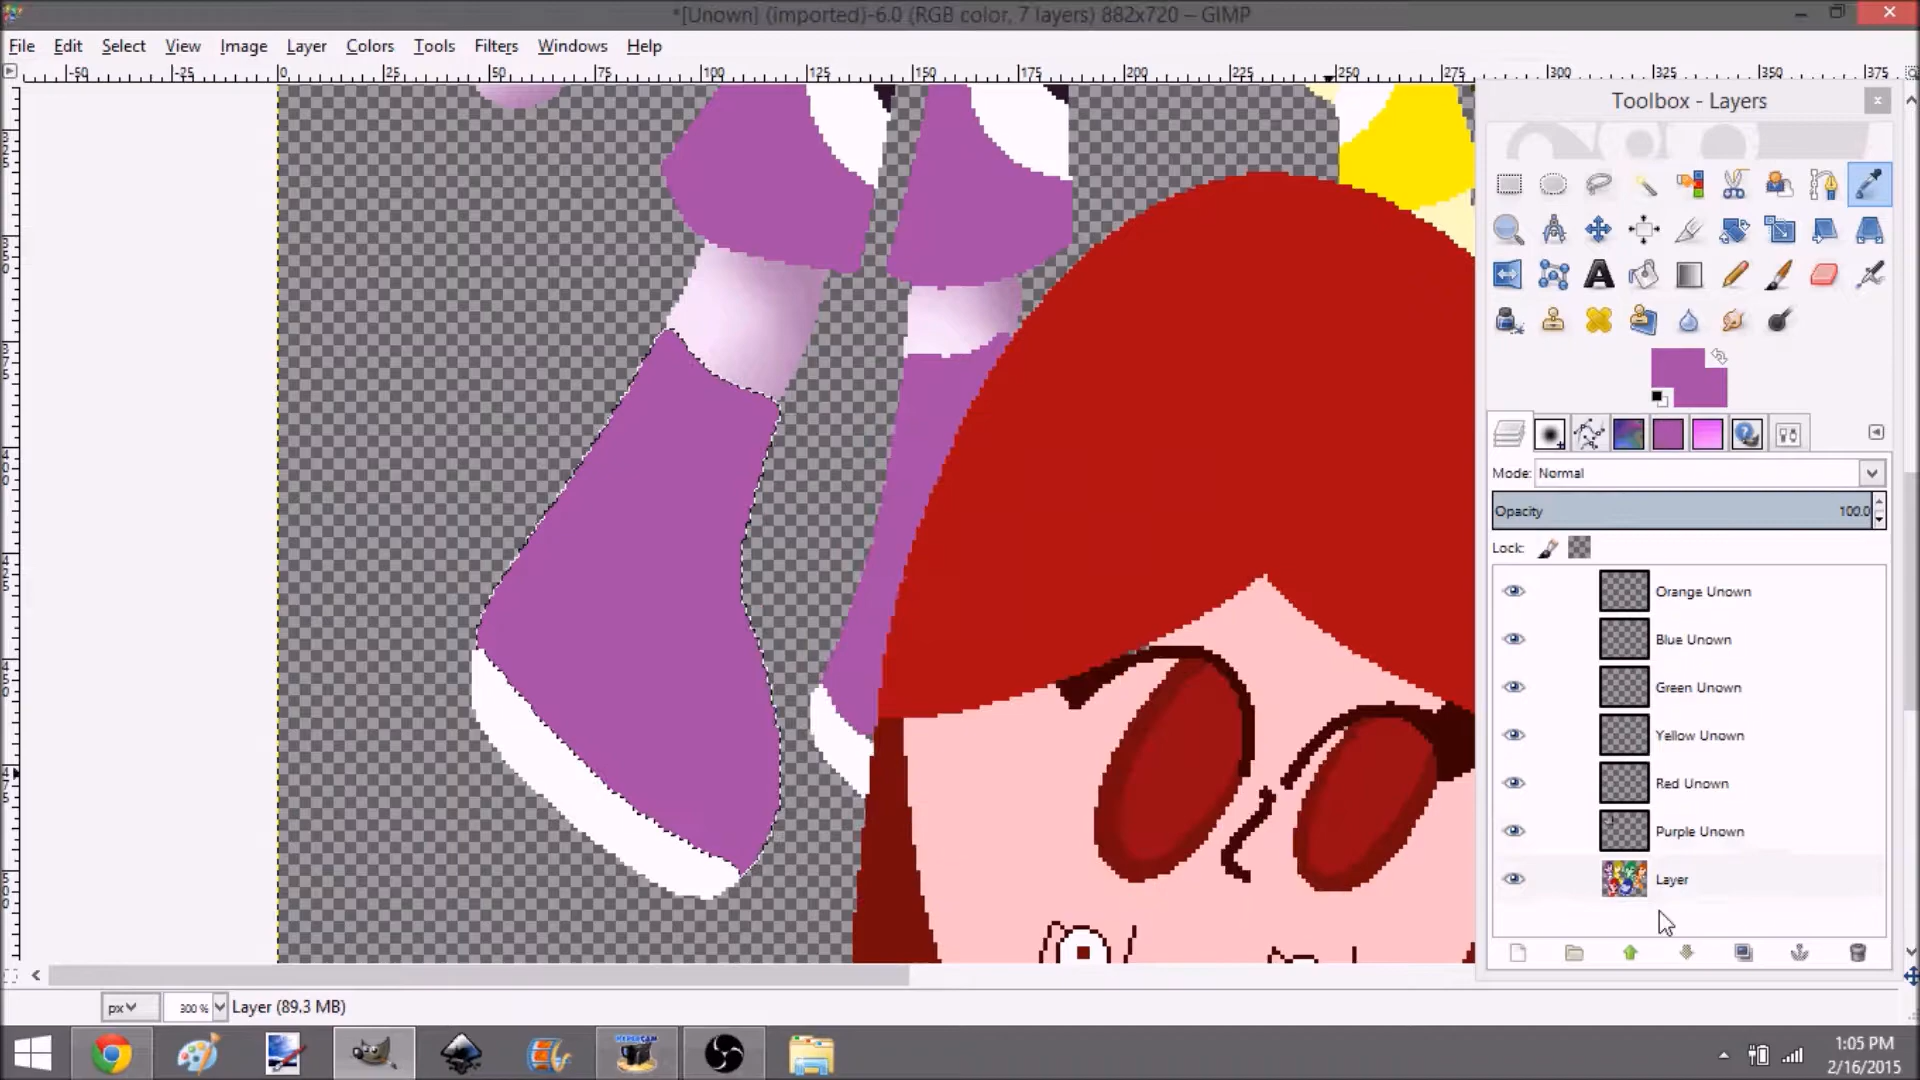 *[Unown] (imported)-6.0 (RGB color, 7 layers) 882x720 – GIMP
File Edit Select View Image Layer Colors Tools Filters Windows Help
-50 -25 0 25 50 75 100 125 150 175 200 225 250 275 300 325 350 375
Toolbox - Layers
Mode: Normal
Opacity 100.0
Lock:
Orange Unown
Blue Unown
Green Unown
Yellow Unown
Red Unown
Purple Unown
Layer
px 300 % Layer (89.3 MB)
HYPERCAM
1:05 PM
2/16/2015